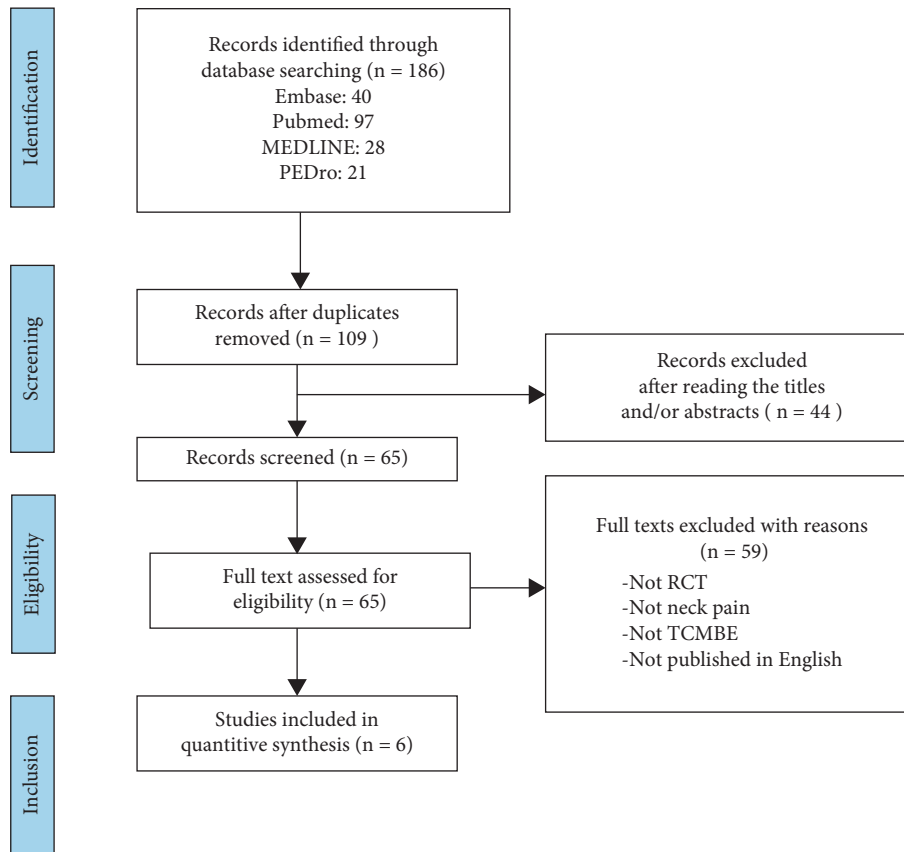 Identification
Records identified through
database searching (n = 186)
Embase: 40
Pubmed: 97
MEDLINE: 28
PEDro: 21
Screening
Records after duplicates
removed (n = 109 )
Records excluded
after reading the titles
and/or abstracts ( n = 44 )
Records screened (n = 65)
Eligibility
Full text assessed for
eligibility (n = 65)
Full texts excluded with reasons
(n = 59)
-Not RCT
-Not neck pain
-Not TCMBE
-Not published in English
Inclusion
Studies included in
quantitive synthesis (n = 6)